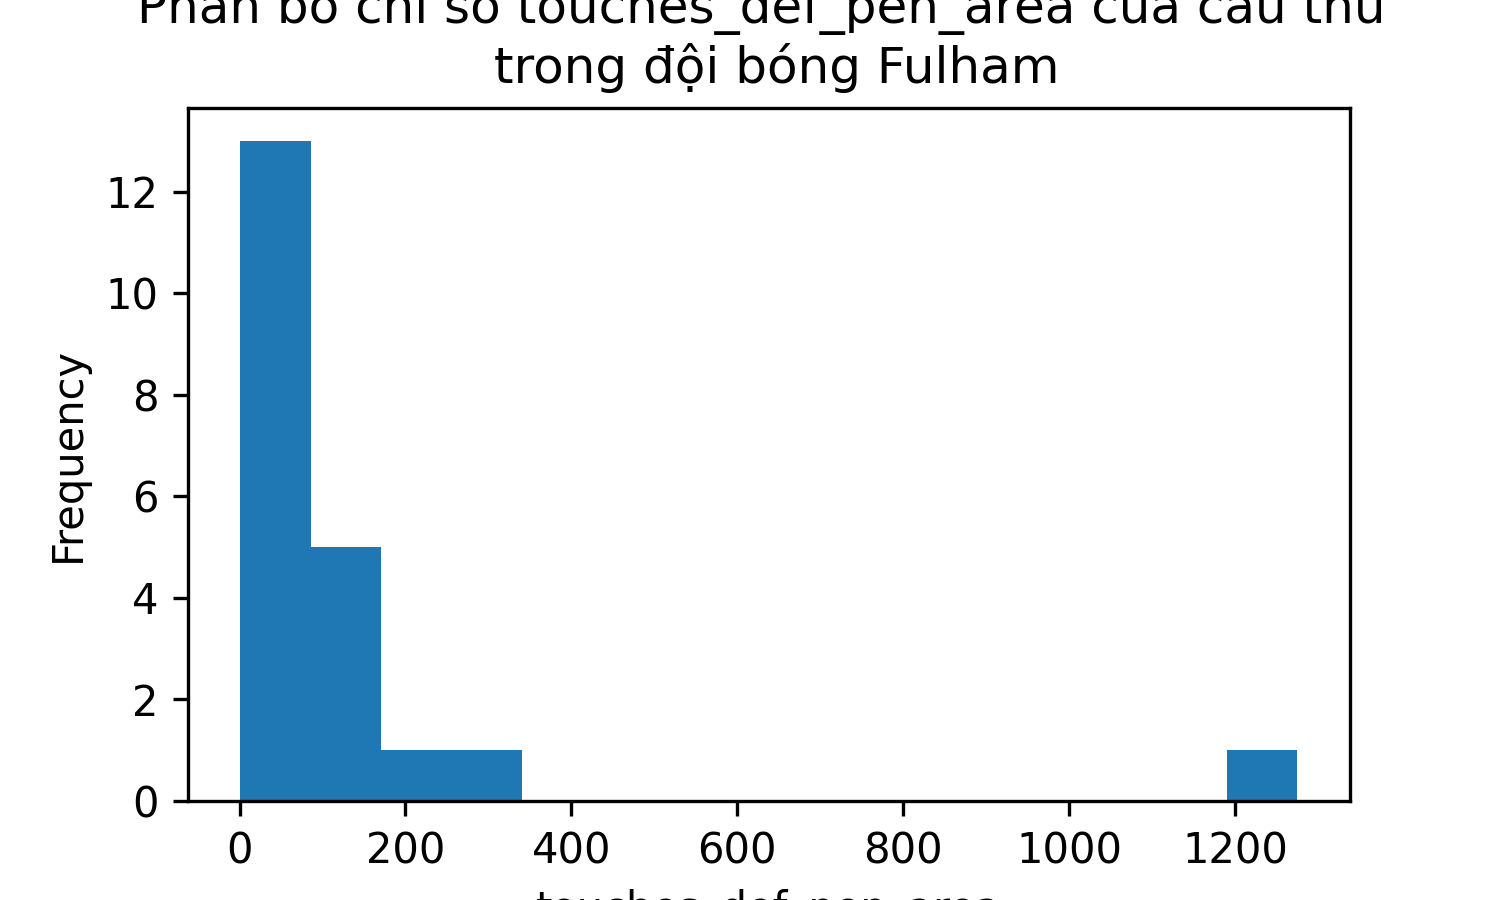 Phân bố chỉ số touches_def_pen_area của cầu thủ
trong đội bóng Fulham
12
10
8
6
4
2
0
Frequency
0 200 400 600 800 1000 1200
touches_def_pen_area